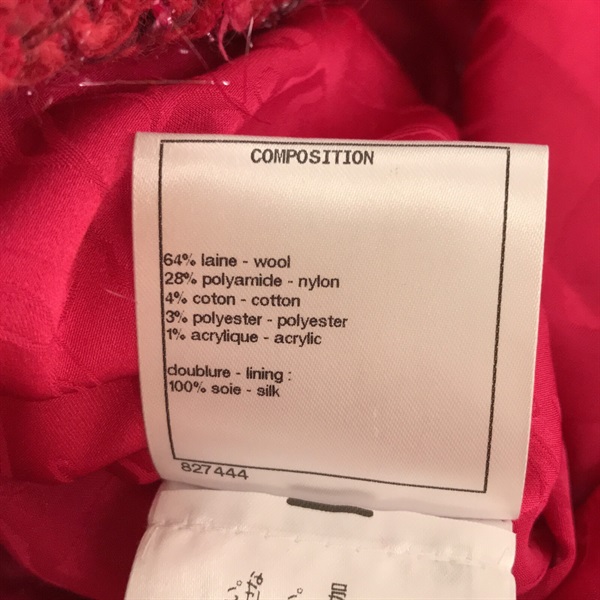 COMPOSITION
64% laine - wool
28% polyamide - nylon
4% coton - cotton
3% polyester - polyester
1% acrylique - acrylic
doublure - lining :
100% soie - silk
827444